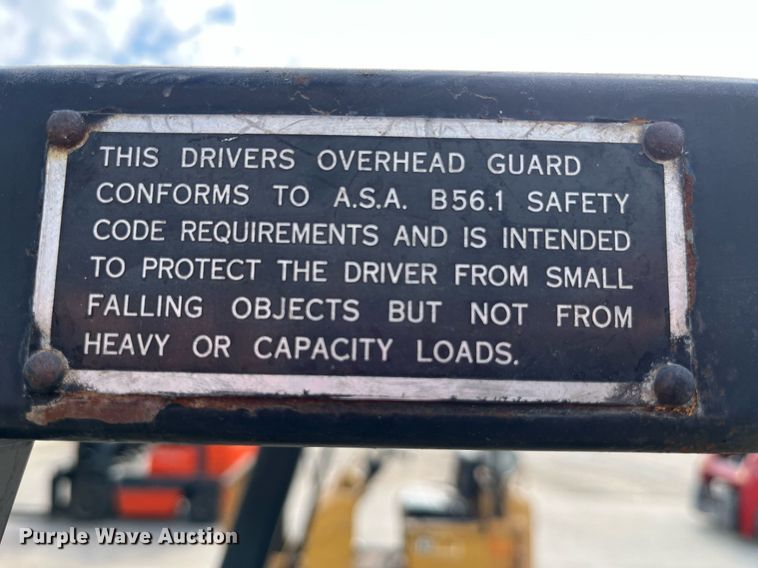 THIS DRIVERS OVERHEAD GUARD
CONFORMS TO A.S.A. B56.1 SAFETY
CODE REQUIREMENTS AND IS INTENDED
TO PROTECT THE DRIVER FROM SMALL
FALLING OBJECTS BUT NOT FROM
HEAVY OR CAPACITY LOADS.
Purple Wave Auction